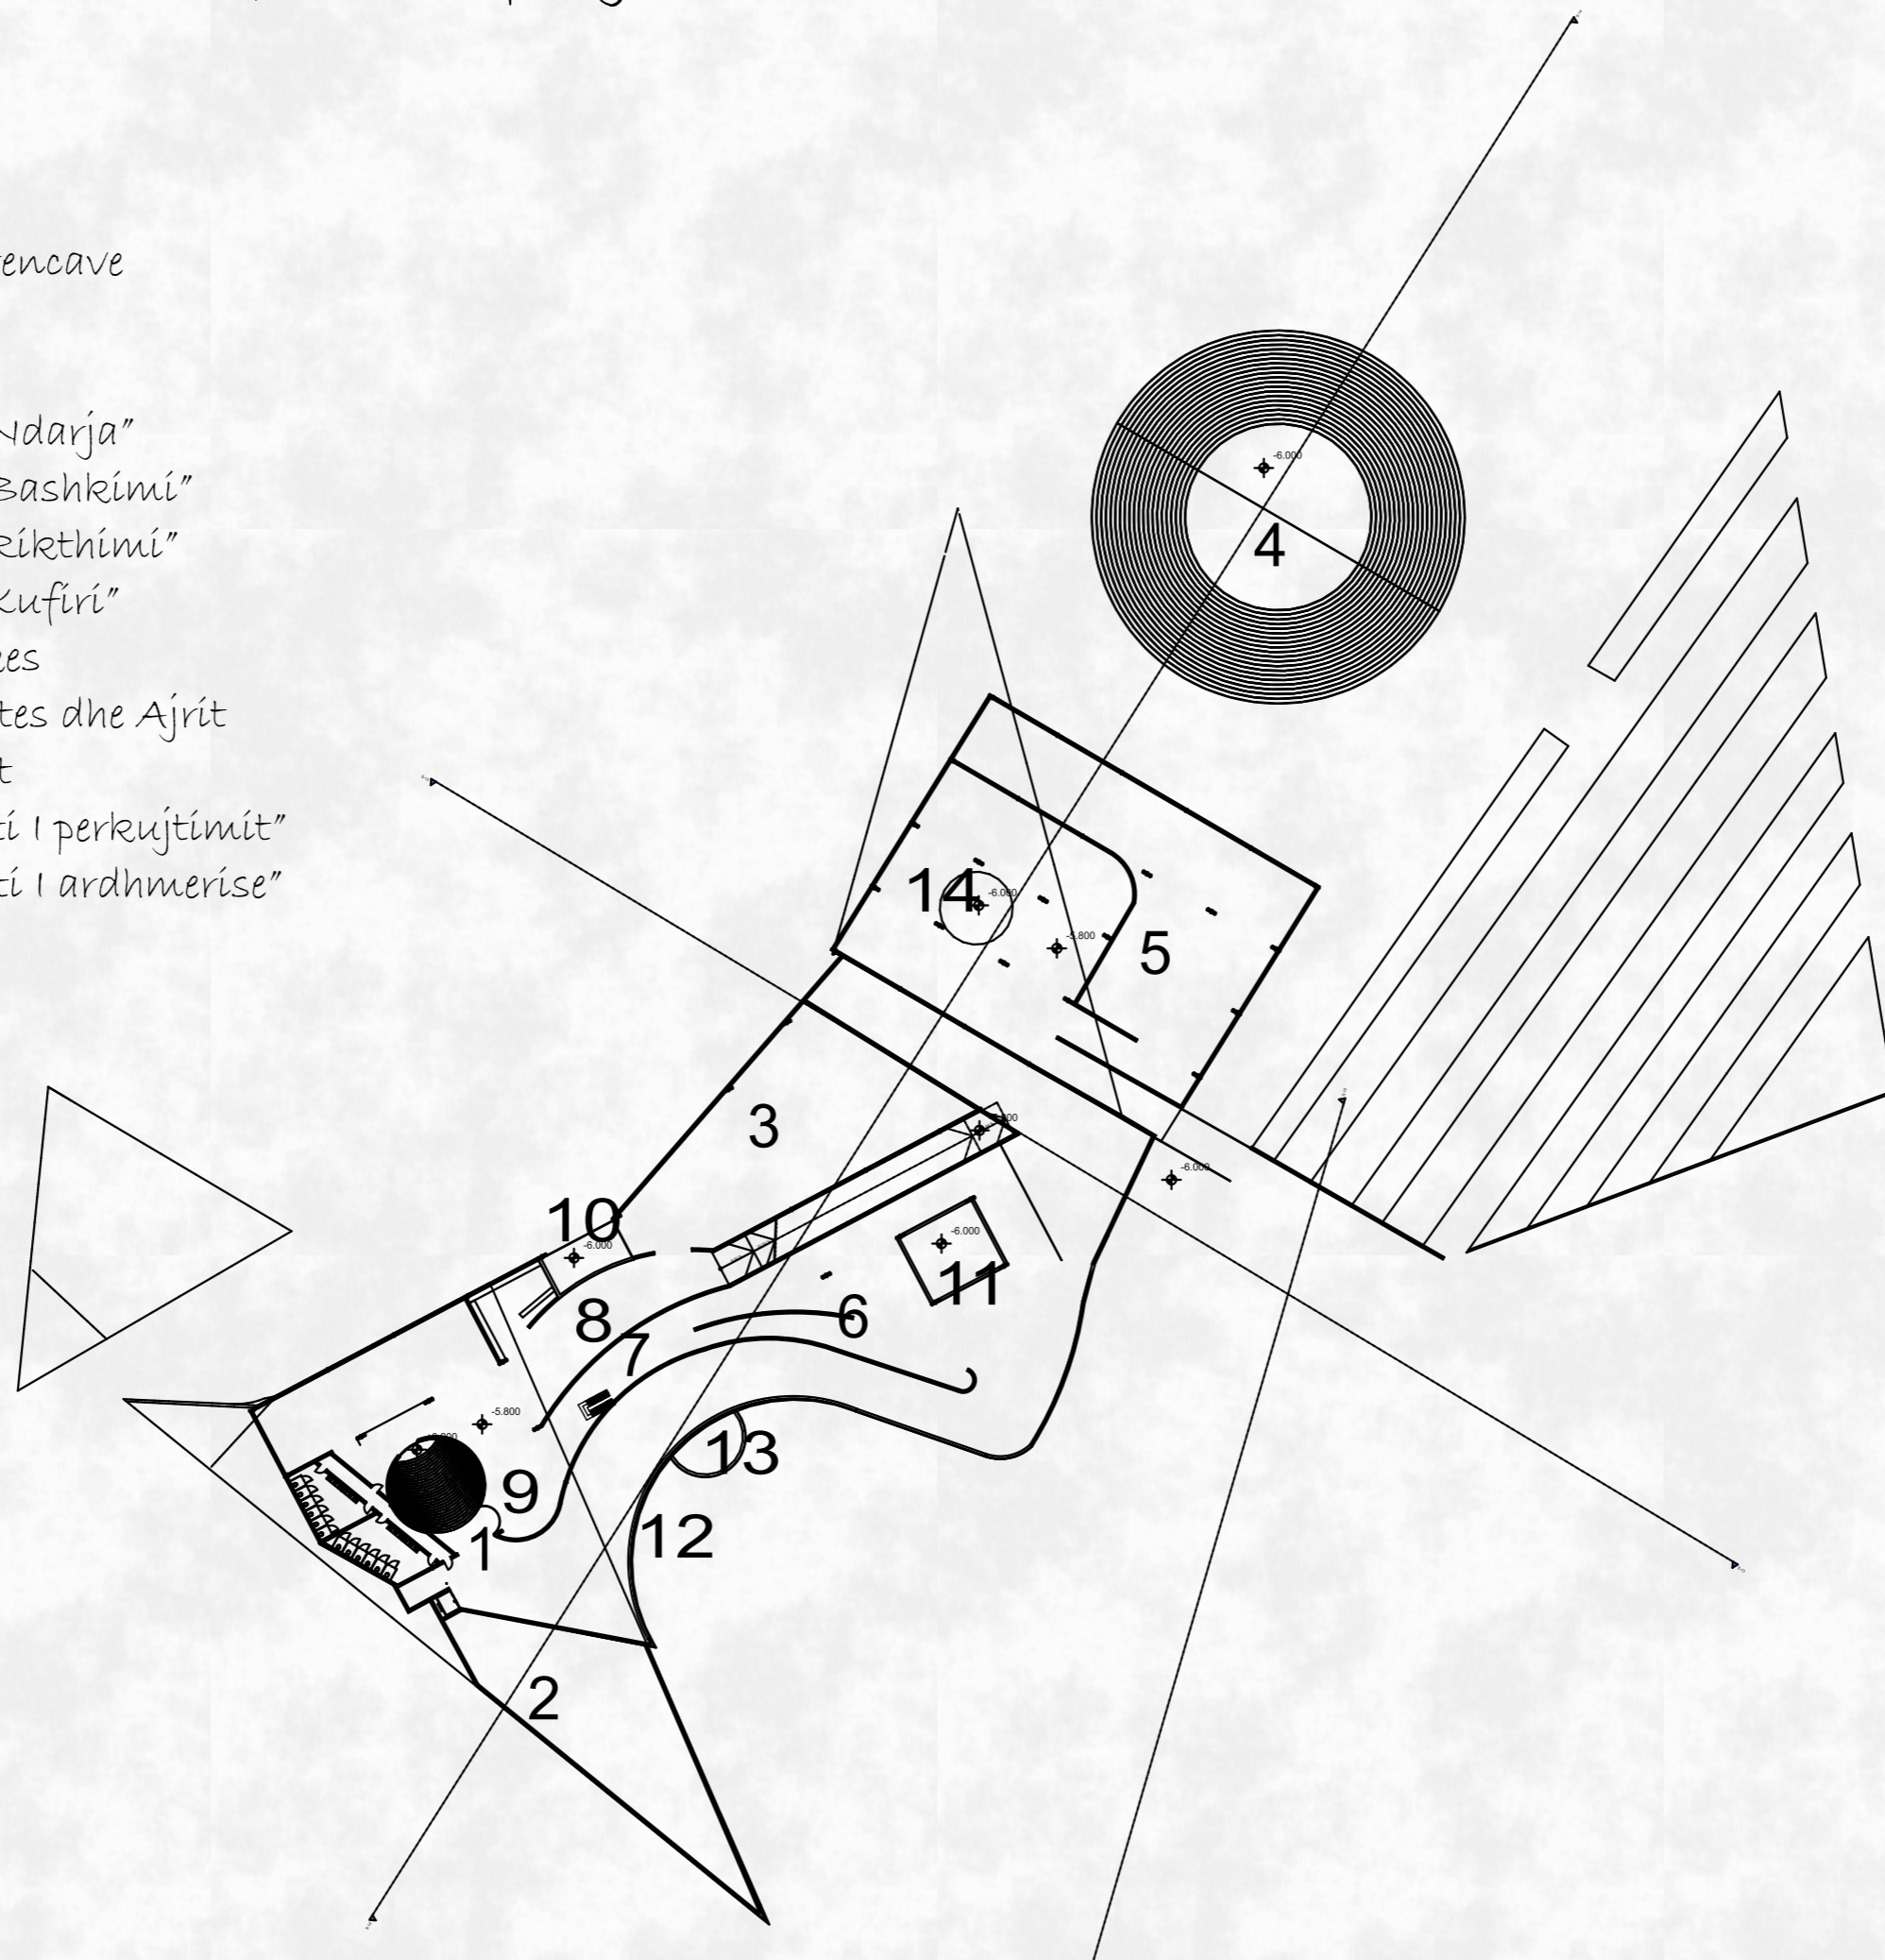 encave
Ndarja"
Bashkimi"
Rikthimi"
Kufiri"
es
tes dhe Ajrit
t
ti I perkujtimit"
ti I ardhmerise"
4
-6.000
14
-6.000
-5.800
5
3
-6.000
10
-6.000
-6.000
11
8
6
7
-5.800
13
9
1
12
2